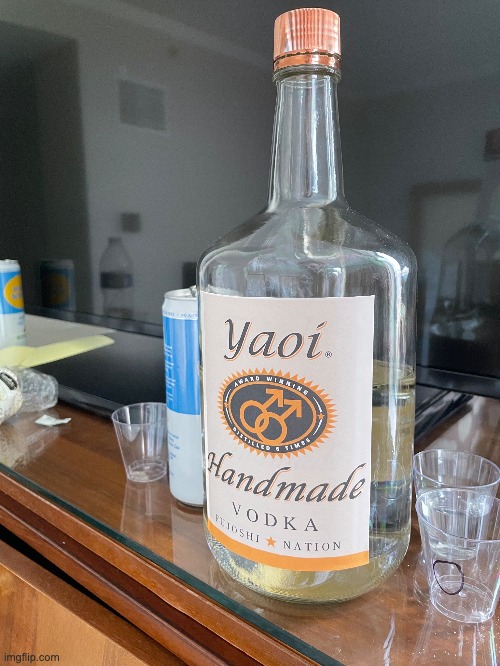 Yaoi®
AWARD WINNING
DISTILLED 6 TIMES
Handmade
VODKA
FUJOSHI ★ NATION
imgflip.com